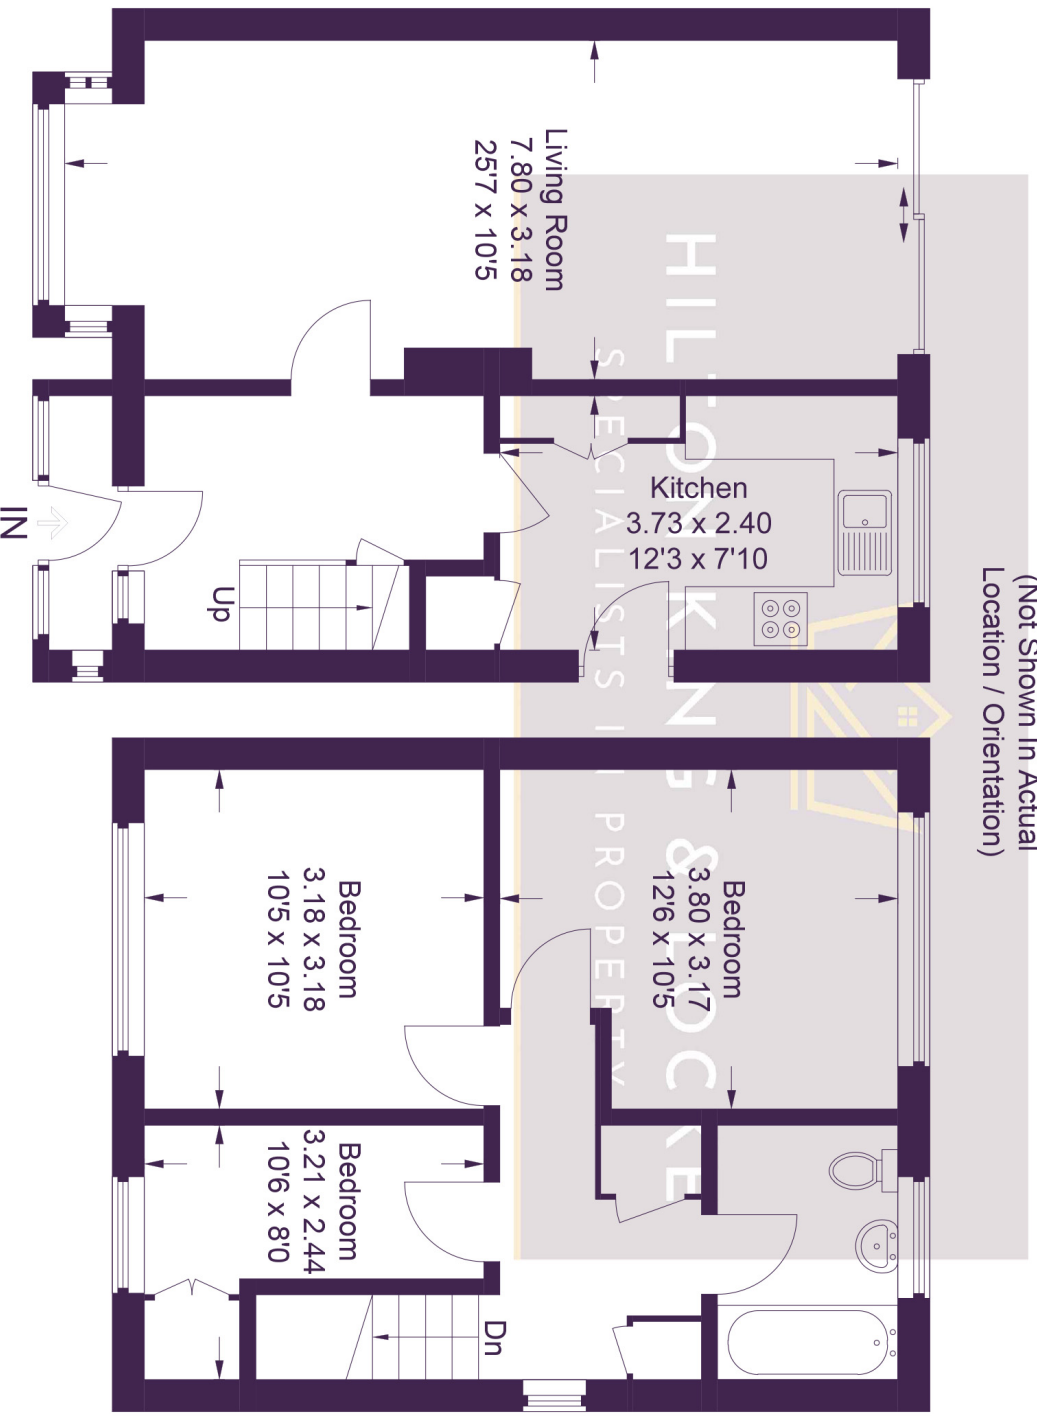 (Not Shown In Actual
Location / Orientation)
HILTON KING & LOCKE
SPECIALISTS IN PROPERTY
Living Room
7.80 x 3.18
25'7 x 10'5
Kitchen
3.73 x 2.40
12'3 x 7'10
Up
IN
Bedroom
3.80 x 3.17
12'6 x 10'5
Bedroom
3.18 x 3.18
10'5 x 10'5
Bedroom
3.21 x 2.44
10'6 x 8'0
Dn